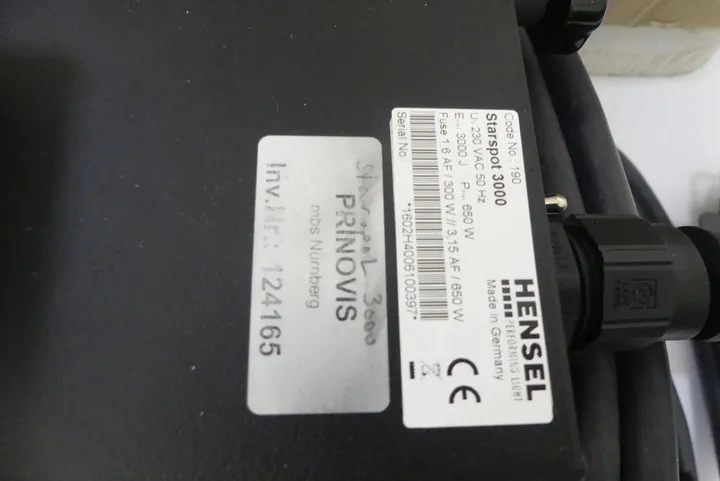 Code No.: 190
Starspot 3000
U: 230 VAC 50 Hz
E 3000 J P 650 W
Fuse 1,6 AF / 300 W // 3,15 AF / 650 W
Serial No.:
*1602H4006100397*
HENSEL
PERFORMING LIGHT
Made in Germany
CE
Starspot 3000
PRINOVIS
mbs Nürnberg
Inv.Nr.: 124165